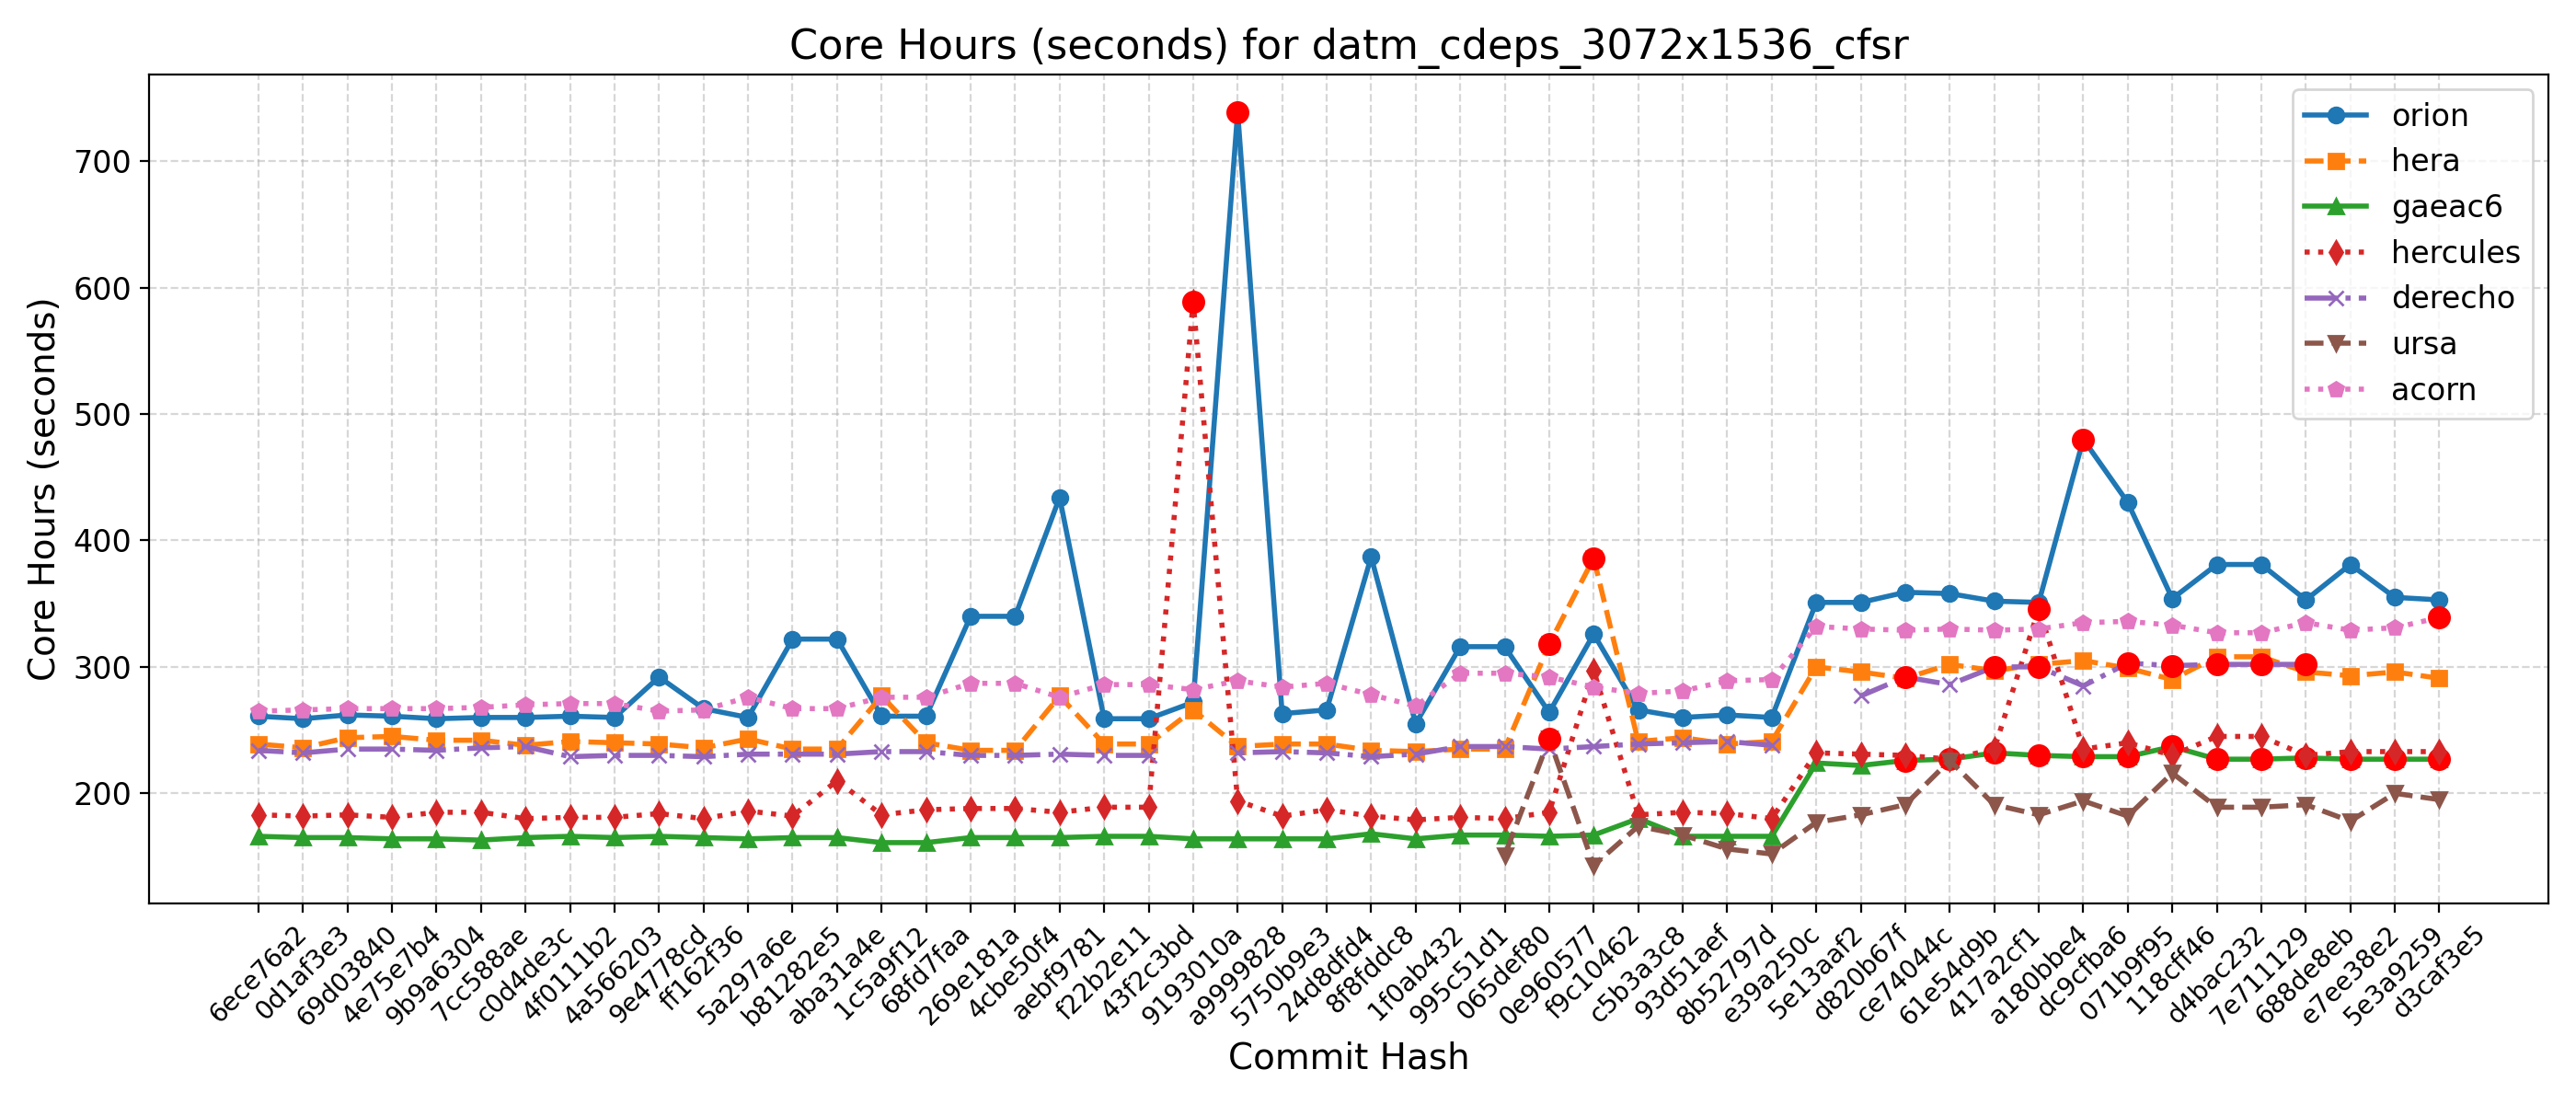 Core Hours (seconds) for datm_cdeps_3072x1536_cfsr
Core Hours (seconds)
700
600
500
400
300
200
orion
hera
gaeac6
hercules
derecho
ursa
acorn
6ece76a2
0d1af3e3
69d03840
4e75e7b4
9b9a6304
7cc588ae
c0d4de3c
4f0111b2
4a566203
9e4778cd
ff162f36
5a297a6e
b81282e5
aba31a4e
1c5a9f12
68fd7faa
269e181a
4cbe50f4
aebf9781
f22b2e11
43f2c3bd
9193010a
a9999828
5750b9e3
24d8dfd4
8f8fddc8
1f0ab432
995c51d1
065def80
0e960577
f9c10462
c5b3a3c8
93d51aef
8b52797d
e39a250c
5e13aaf2
d820b67f
ce74044c
61e54d9b
417a2cf1
a180bbe4
dc9cfba6
071b9f95
118cff46
d4bac232
7e711129
688de8eb
e7ee38e2
5e3a9259
d3caf3e5
Commit Hash